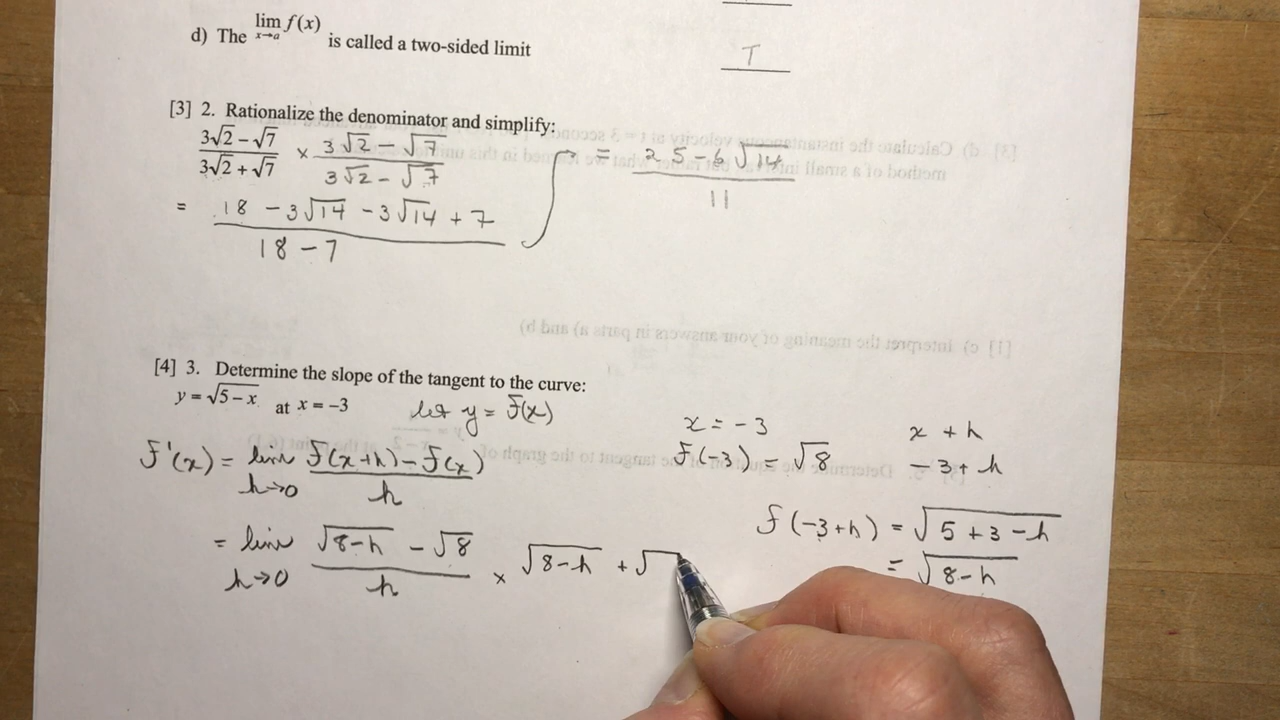 d) The lim x→a f(x) is called a two-sided limit
T
[3] 2. Rationalize the denominator and simplify:
(3√2 − √7)/(3√2 + √7) × (3√2 − √7)/(3√2 − √7)
= (18 − 3√14 − 3√14 + 7)/(18 − 7)
= (25 − 6√14)/11
[4] 3. Determine the slope of the tangent to the curve:
y = √(5 − x) at x = −3
let y = f(x)
f'(x) = lim h→0 (f(x+h) − f(x))/h
= lim h→0 (√(8−h) − √8)/h × √(8−h) + √
x = −3
f(−3) = √8
x + h
−3 + h
f(−3+h) = √(5 + 3 − h)
= √(8−h)